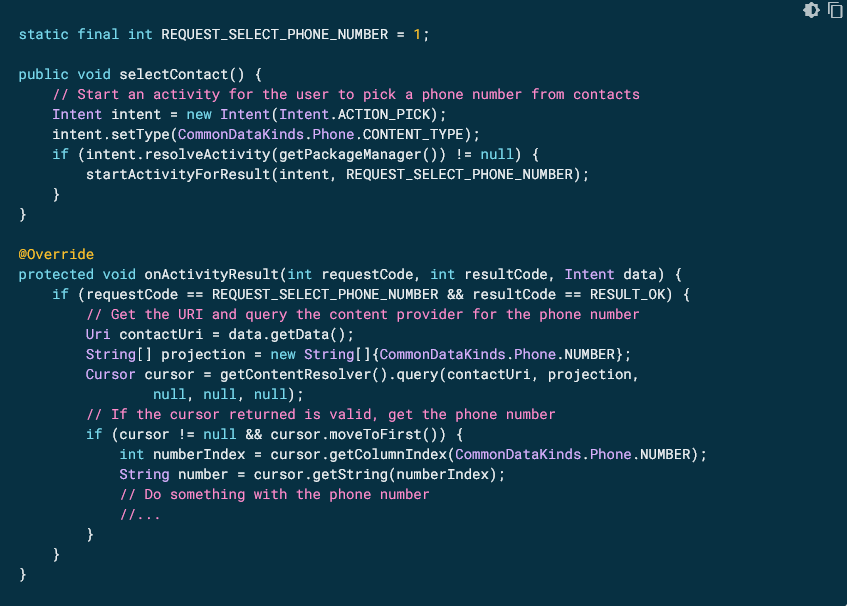 static final int REQUEST_SELECT_PHONE_NUMBER = 1;

public void selectContact() {
    // Start an activity for the user to pick a phone number from contacts
    Intent intent = new Intent(Intent.ACTION_PICK);
    intent.setType(CommonDataKinds.Phone.CONTENT_TYPE);
    if (intent.resolveActivity(getPackageManager()) != null) {
        startActivityForResult(intent, REQUEST_SELECT_PHONE_NUMBER);
    }
}

@Override
protected void onActivityResult(int requestCode, int resultCode, Intent data) {
    if (requestCode == REQUEST_SELECT_PHONE_NUMBER && resultCode == RESULT_OK) {
        // Get the URI and query the content provider for the phone number
        Uri contactUri = data.getData();
        String[] projection = new String[]{CommonDataKinds.Phone.NUMBER};
        Cursor cursor = getContentResolver().query(contactUri, projection,
                null, null, null);
        // If the cursor returned is valid, get the phone number
        if (cursor != null && cursor.moveToFirst()) {
            int numberIndex = cursor.getColumnIndex(CommonDataKinds.Phone.NUMBER);
            String number = cursor.getString(numberIndex);
            // Do something with the phone number
            //...
        }
    }
}